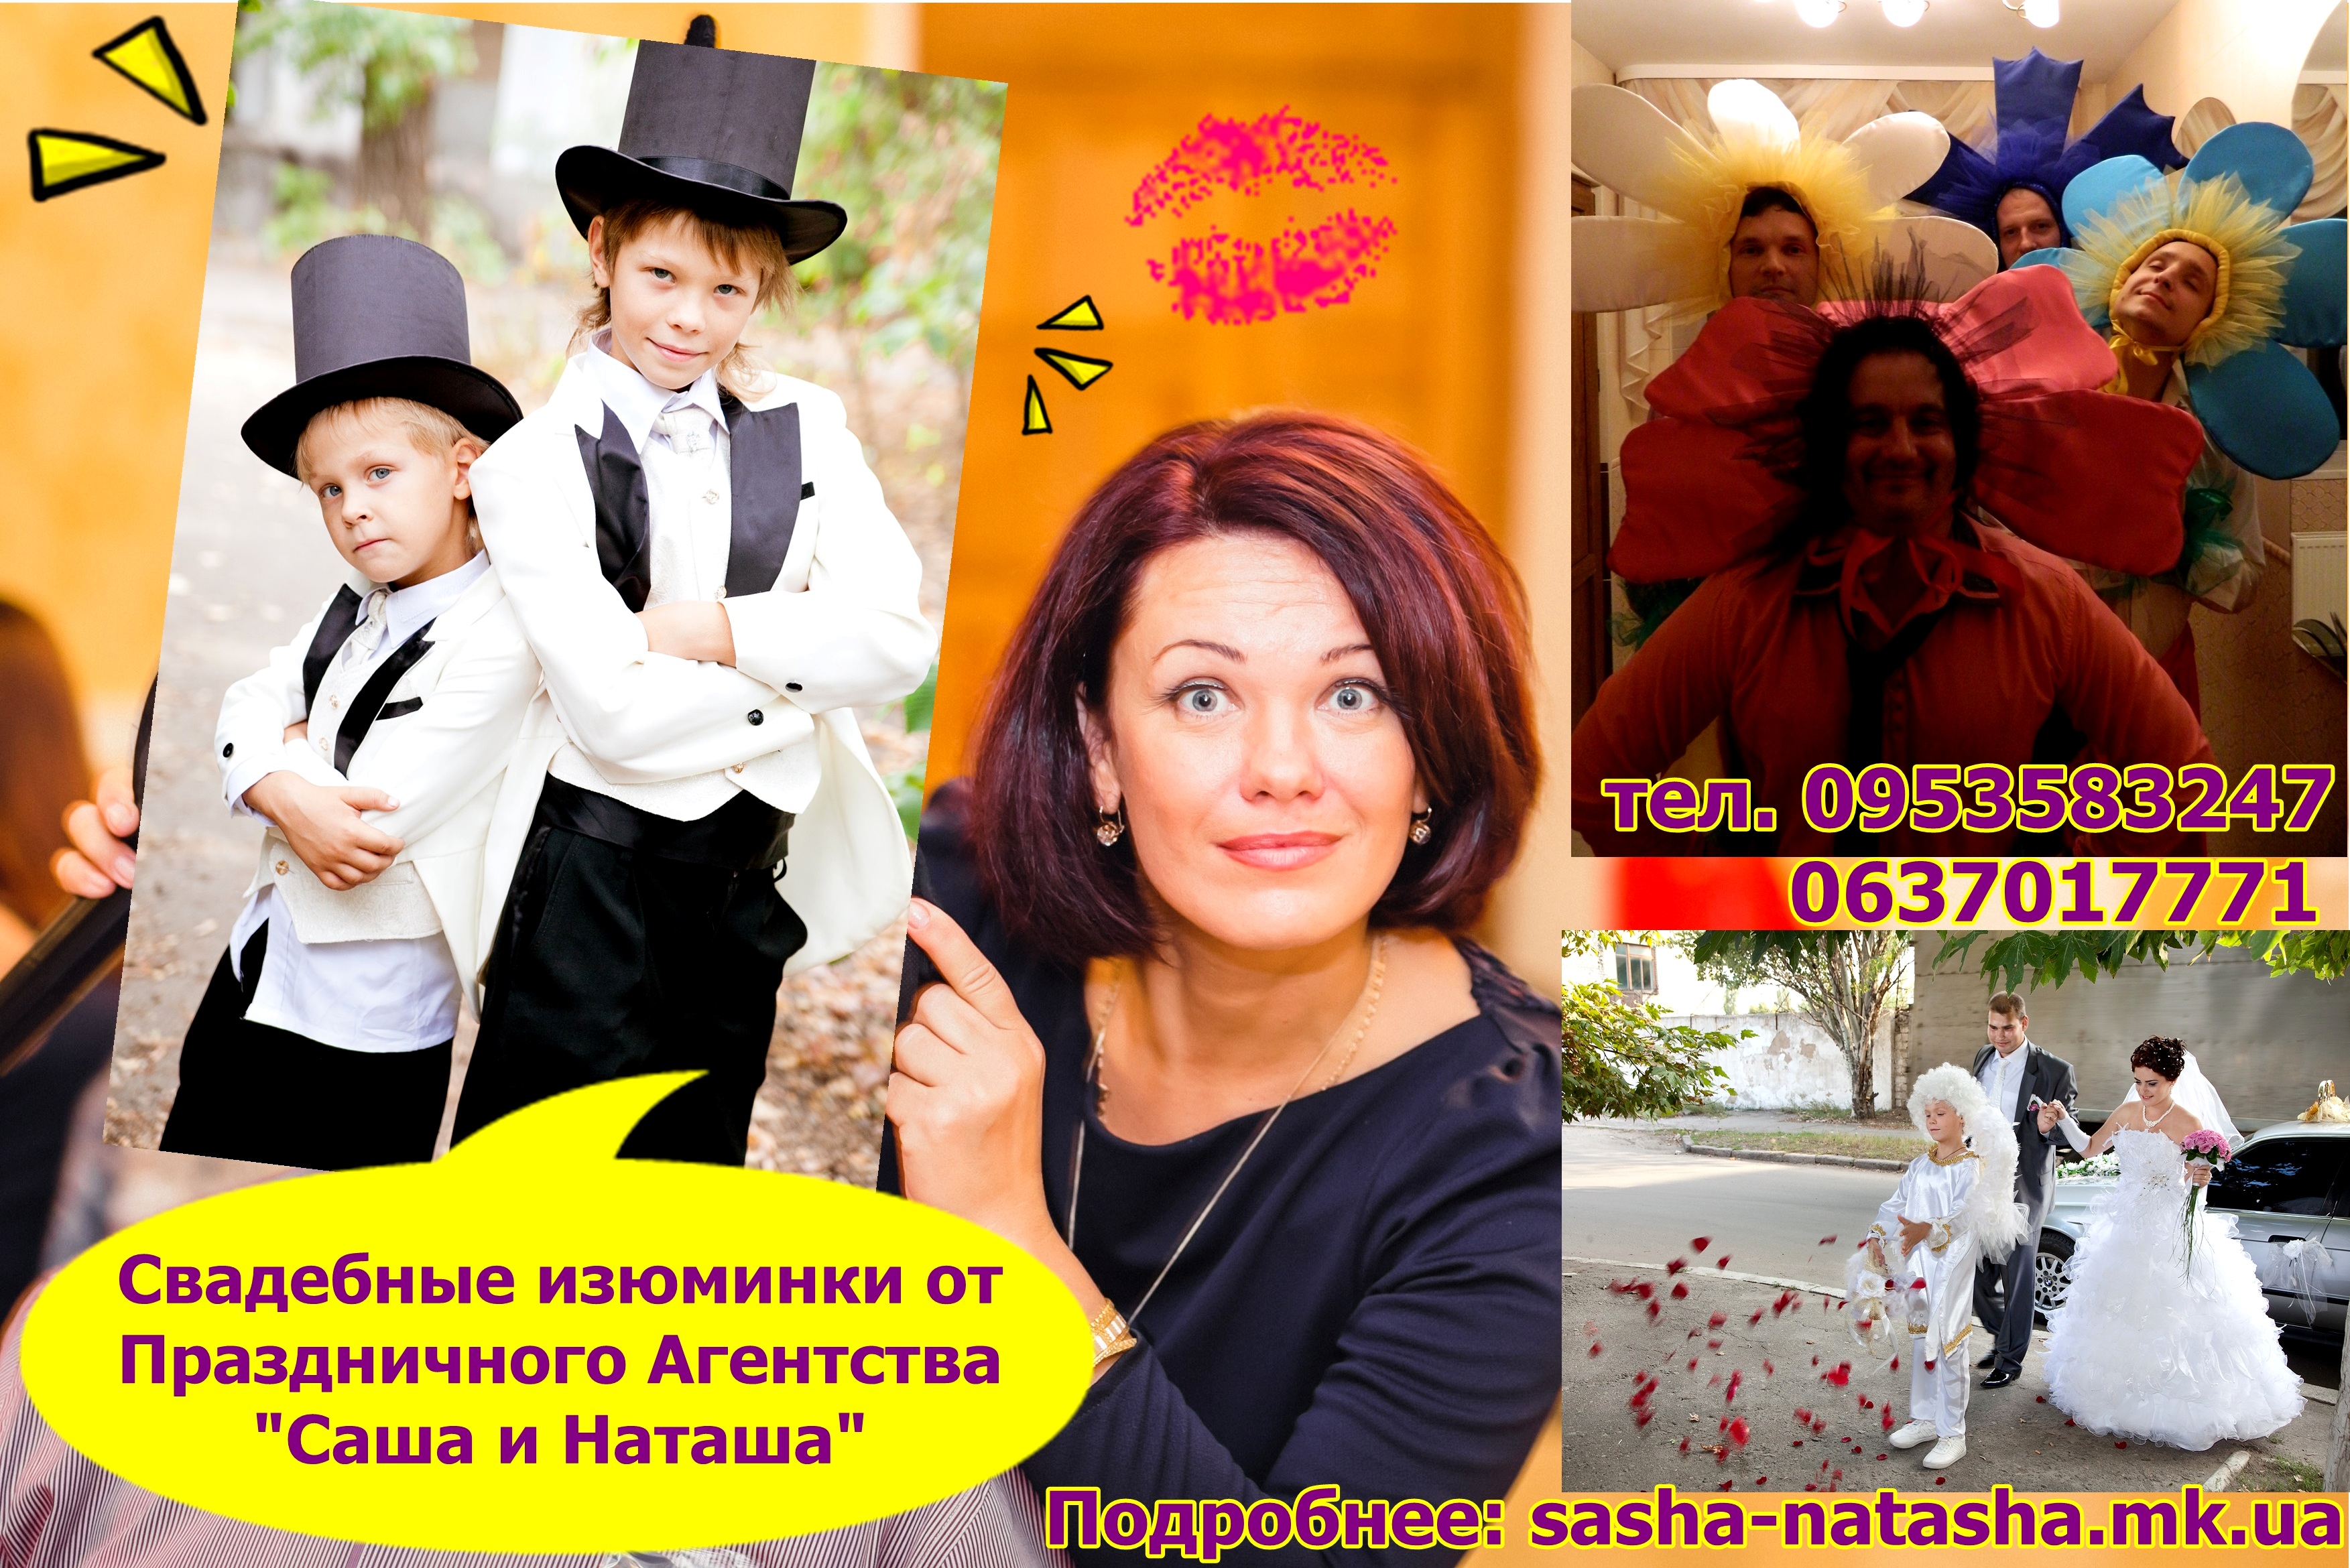 тел. 0953583247
0637017771
Свадебные изюминки от
Праздничного Агентства
"Саша и Наташа"
Подробнее: sasha-natasha.mk.ua